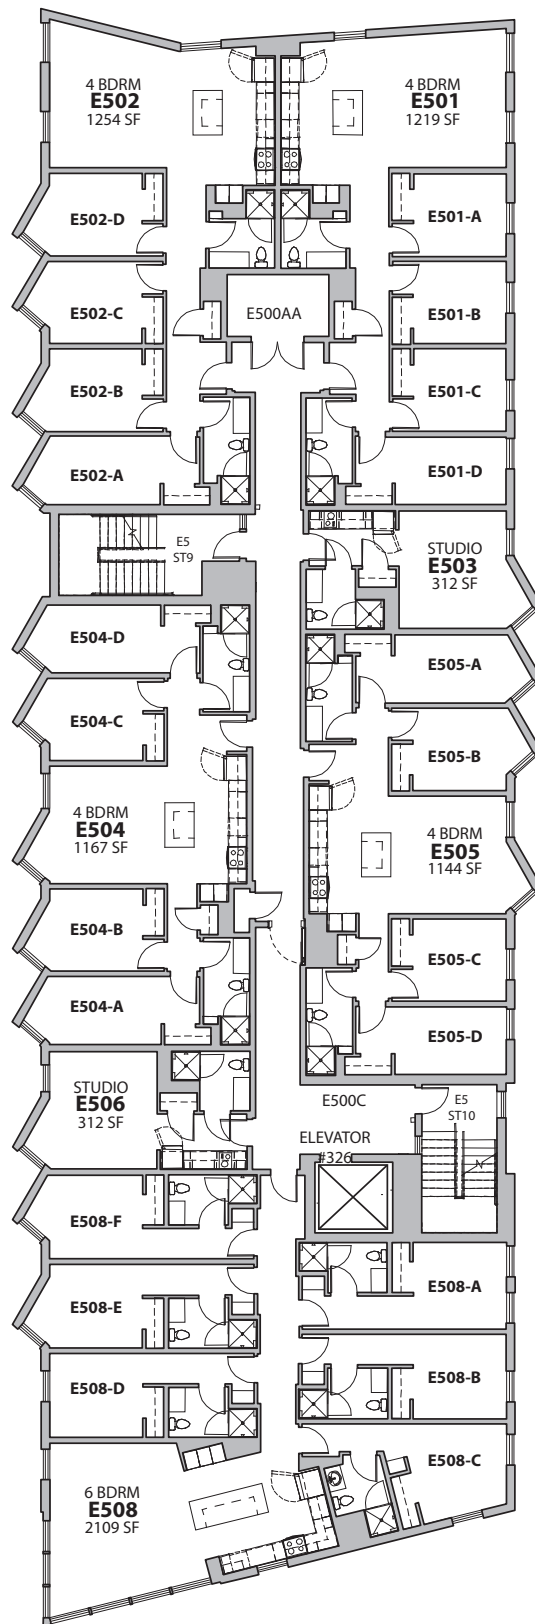 4 BDRM
E502
1254 SF
4 BDRM
E501
1219 SF
E502-D
E501-A
E502-C
E500AA
E501-B
E502-B
E501-C
E502-A
E501-D
E5
ST9
STUDIO
E503
312 SF
E504-D
E505-A
E504-C
E505-B
4 BDRM
E504
1167 SF
4 BDRM
E505
1144 SF
E504-B
E505-C
E504-A
E505-D
STUDIO
E506
312 SF
E500C
E5
ST10
ELEVATOR
#326
E508-F
E508-A
E508-E
E508-B
E508-D
E508-C
6 BDRM
E508
2109 SF